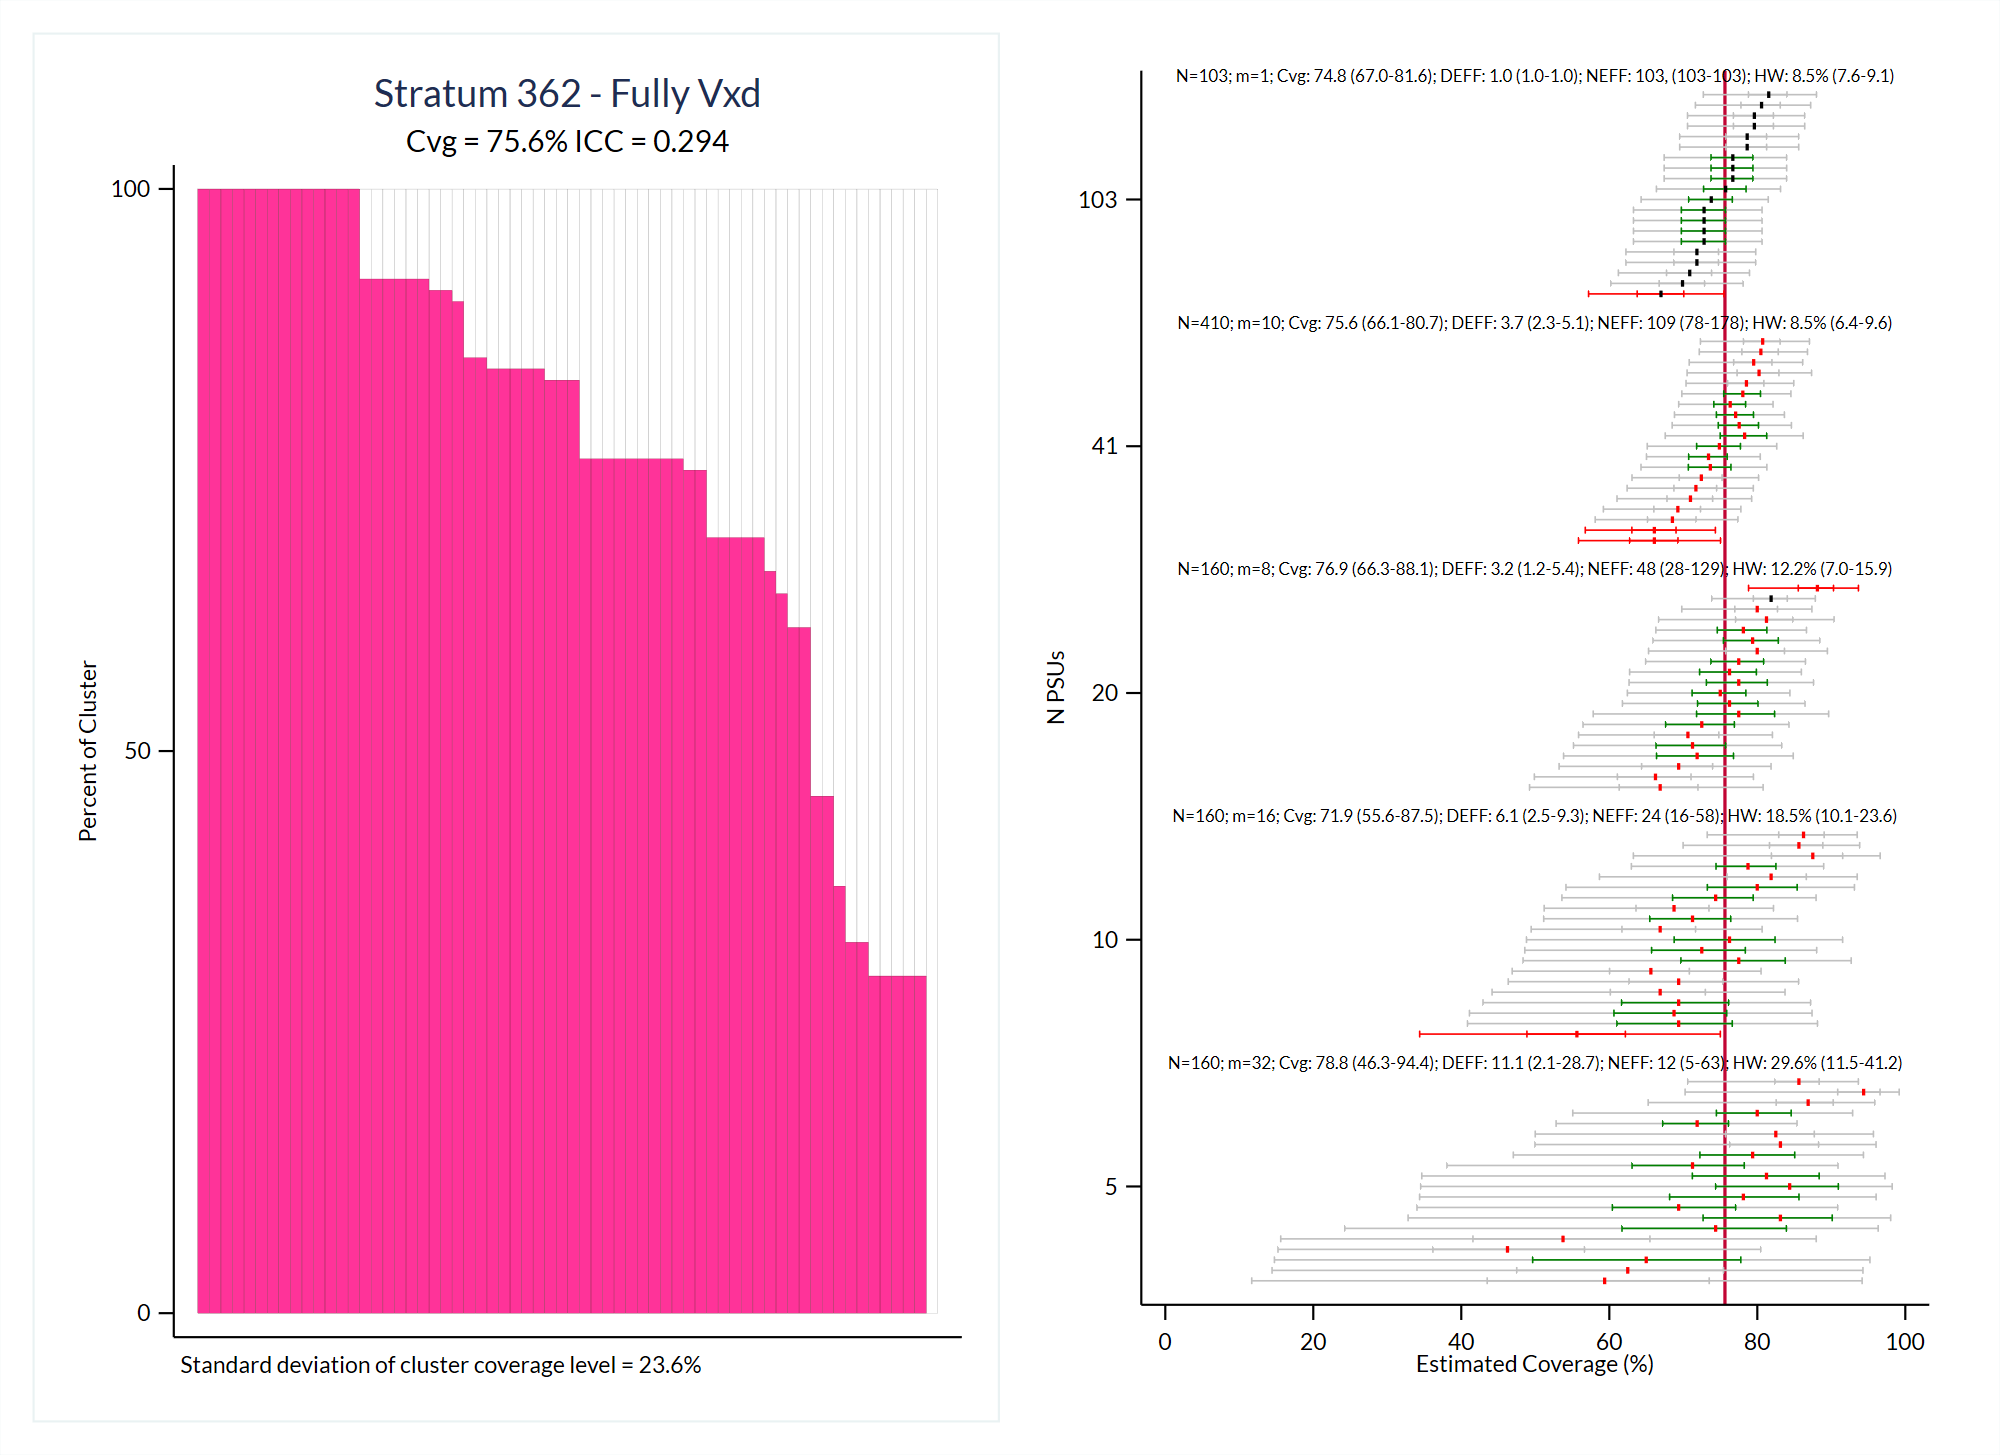 Stratum 362 - Fully Vxd
Cvg = 75.6% ICC = 0.294
100
50
0
Percent of Cluster
Standard deviation of cluster coverage level = 23.6%
N=103; m=1; Cvg: 74.8 (67.0-81.6); DEFF: 1.0 (1.0-1.0); NEFF: 103, (103-103); HW: 8.5% (7.6-9.1)
103
N=410; m=10; Cvg: 75.6 (66.1-80.7); DEFF: 3.7 (2.3-5.1); NEFF: 109 (78-178); HW: 8.5% (6.4-9.6)
41
N=160; m=8; Cvg: 76.9 (66.3-88.1); DEFF: 3.2 (1.2-5.4); NEFF: 48 (28-129); HW: 12.2% (7.0-15.9)
N PSUs
20
N=160; m=16; Cvg: 71.9 (55.6-87.5); DEFF: 6.1 (2.5-9.3); NEFF: 24 (16-58); HW: 18.5% (10.1-23.6)
10
N=160; m=32; Cvg: 78.8 (46.3-94.4); DEFF: 11.1 (2.1-28.7); NEFF: 12 (5-63); HW: 29.6% (11.5-41.2)
5
0 20 40 60 80 100
Estimated Coverage (%)